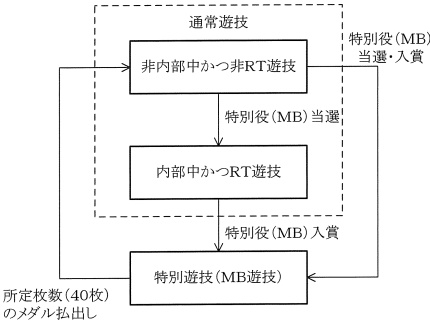 通常遊技
特別役(MB)
当選・入賞
非内部中かつ非RT遊技
特別役(MB)当選
内部中かつRT遊技
特別役(MB)入賞
特別遊技(MB遊技)
所定枚数(40枚)
のメダル払出し